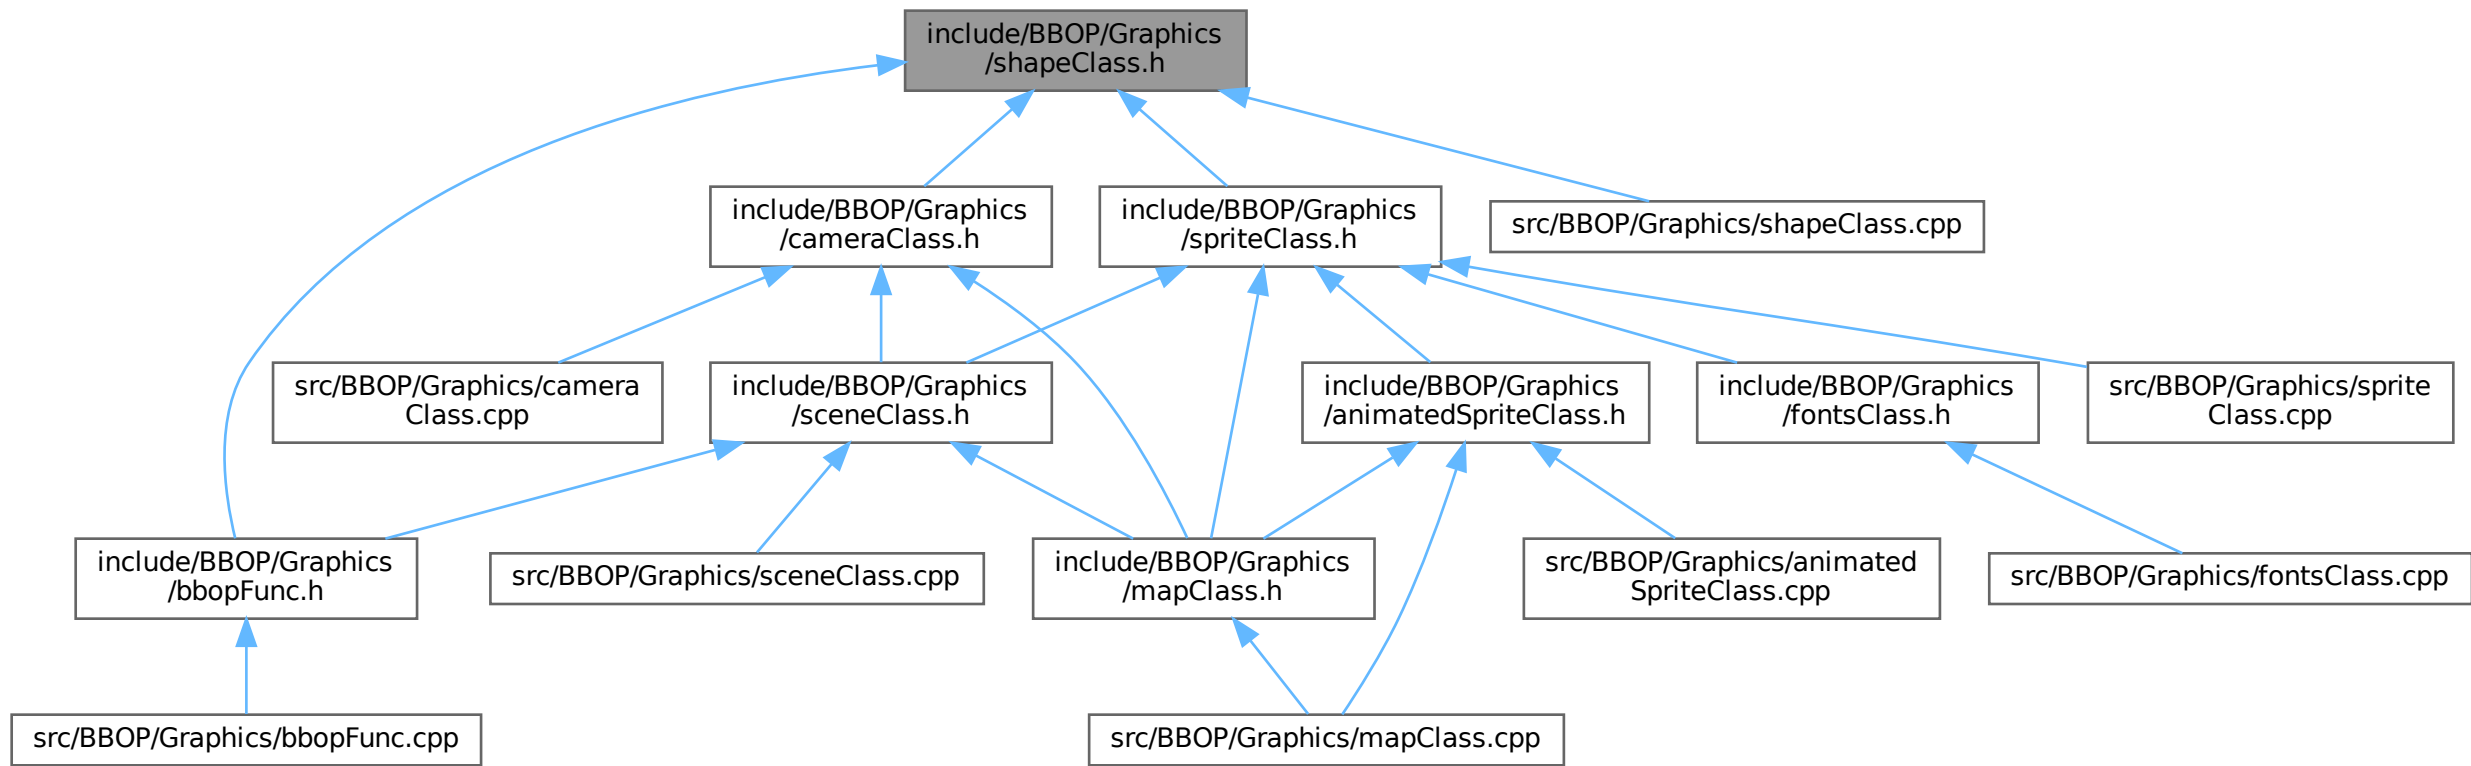 include/BBOP/Graphics
/shapeClass.h
include/BBOP/Graphics
/cameraClass.h
include/BBOP/Graphics
/spriteClass.h
src/BBOP/Graphics/shapeClass.cpp
src/BBOP/Graphics/camera
Class.cpp
include/BBOP/Graphics
/sceneClass.h
include/BBOP/Graphics
/animatedSpriteClass.h
include/BBOP/Graphics
/fontsClass.h
src/BBOP/Graphics/sprite
Class.cpp
include/BBOP/Graphics
/bbopFunc.h
src/BBOP/Graphics/sceneClass.cpp
include/BBOP/Graphics
/mapClass.h
src/BBOP/Graphics/animated
SpriteClass.cpp
src/BBOP/Graphics/fontsClass.cpp
src/BBOP/Graphics/bbopFunc.cpp
src/BBOP/Graphics/mapClass.cpp